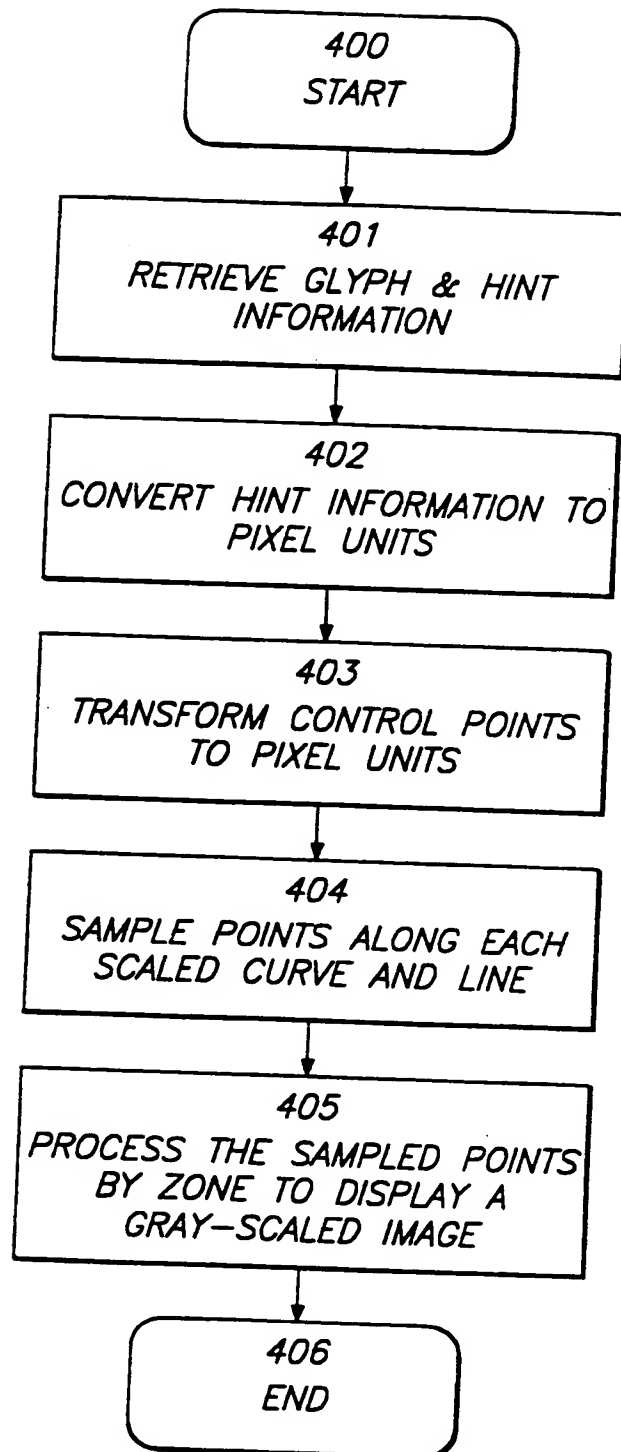 400
START
401
RETRIEVE GLYPH & HINT
INFORMATION
402
CONVERT HINT INFORMATION TO
PIXEL UNITS
403
TRANSFORM CONTROL POINTS
TO PIXEL UNITS
404
SAMPLE POINTS ALONG EACH
SCALED CURVE AND LINE
405
PROCESS THE SAMPLED POINTS
BY ZONE TO DISPLAY A
GRAY-SCALED IMAGE
406
END